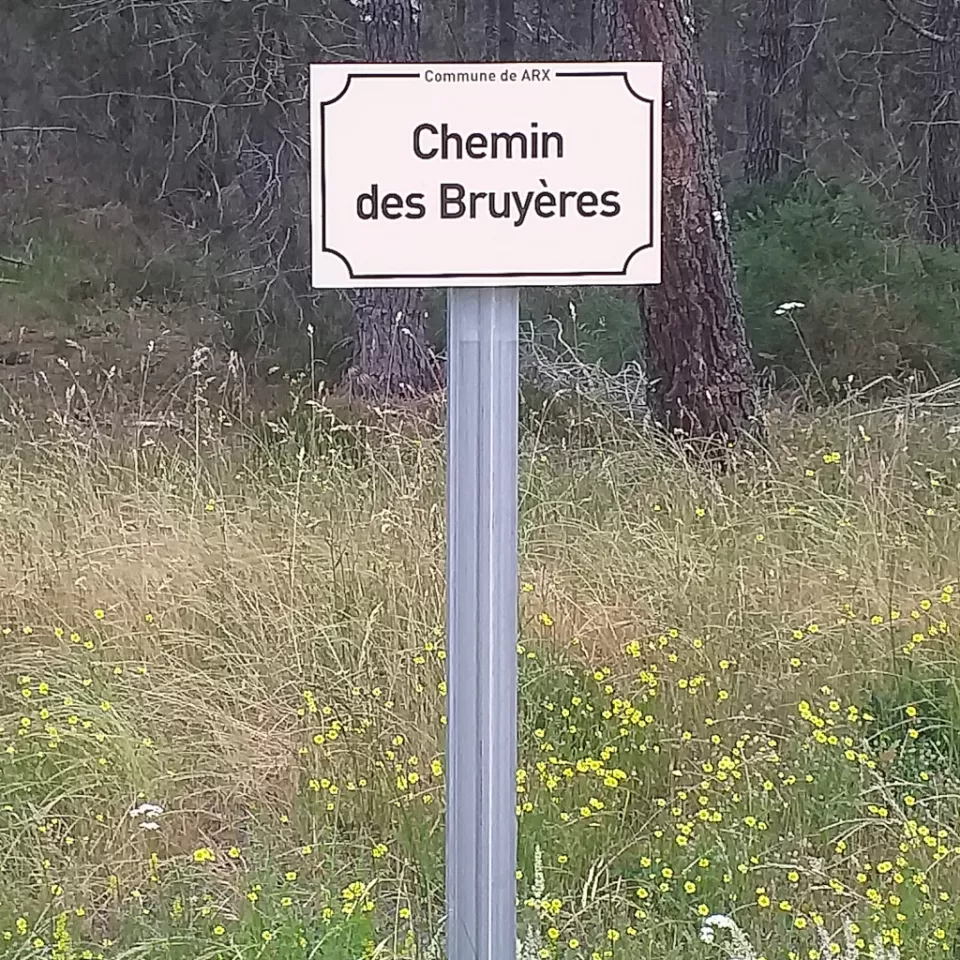 Commune de ARX
Chemin
des Bruyères